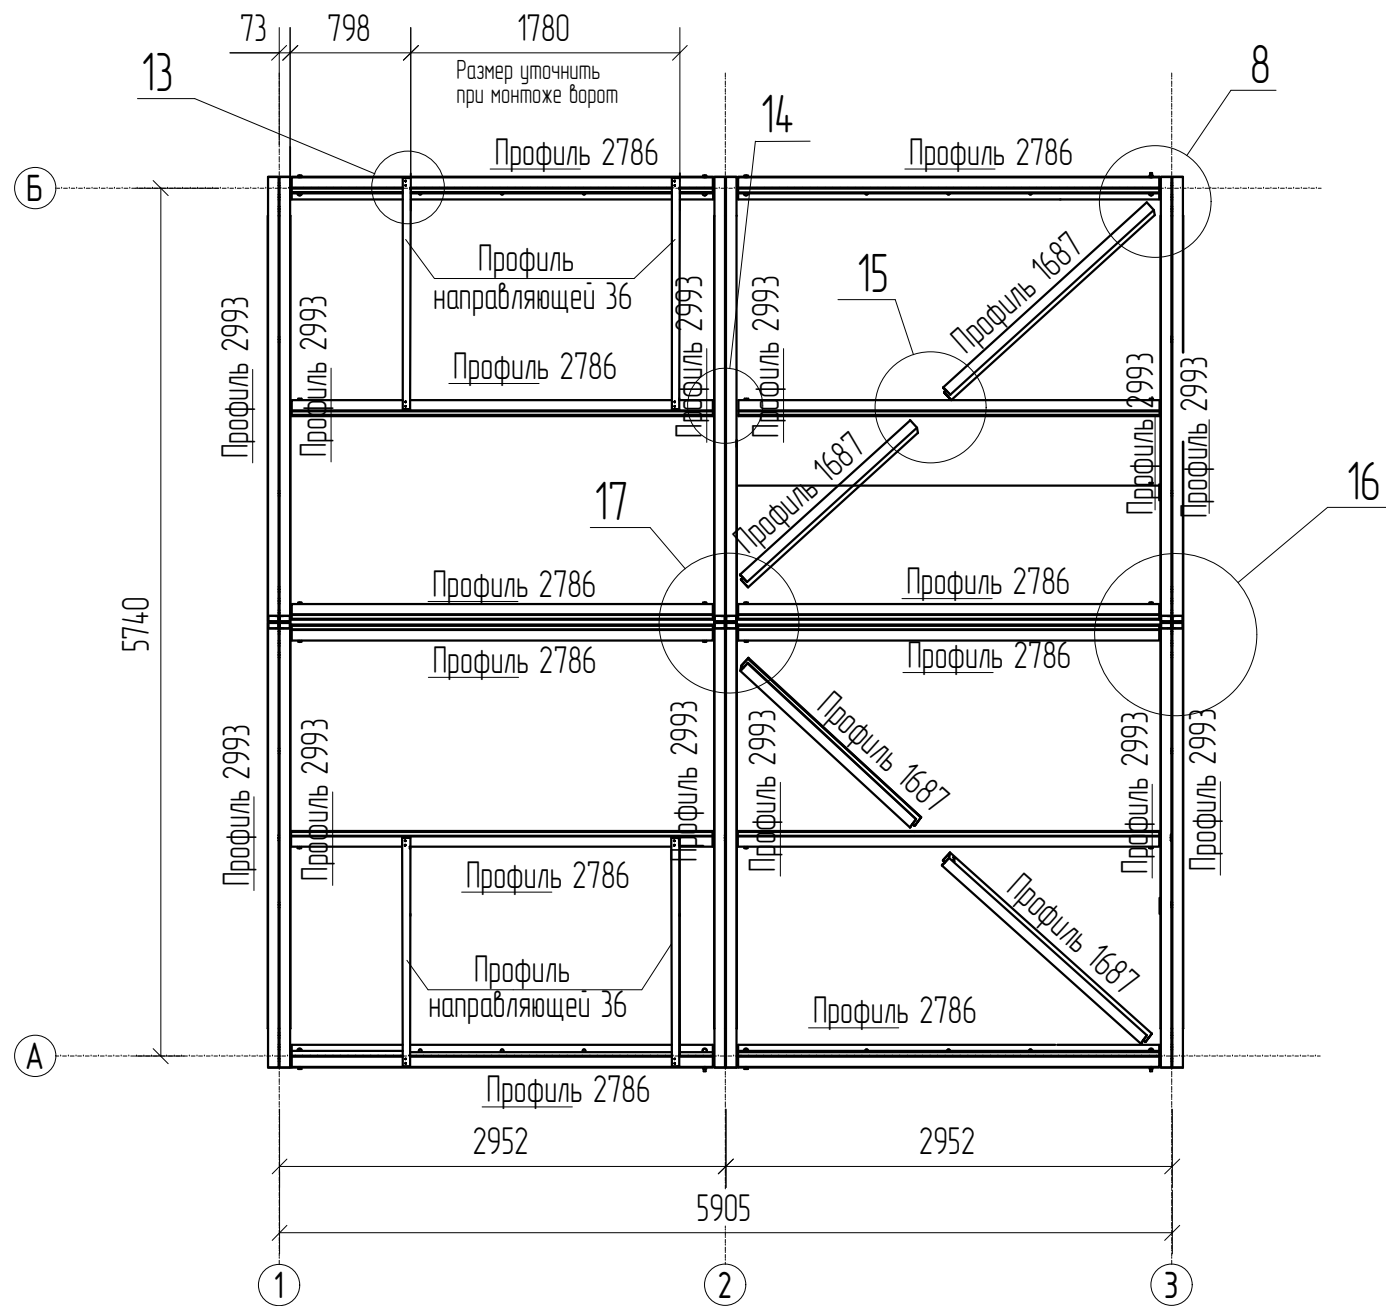 73
798
1780
Размер уточнить
при монтоже ворот
13
14
8
Профиль 2786
Профиль 2786
Б
Профиль
направляющей 36
15
Профиль 1687
Профиль 2993
Профиль 2993
Профиль 2993
Профиль 2993
Профиль 2993
Профиль 2993
Профиль 2786
Профиль 1687
17
16
Профиль 2786
Профиль 2786
5740
Профиль 2786
Профиль 2786
Профиль 1687
Профиль 2993
Профиль 2993
Профиль 2993
Профиль 2993
Профиль 2993
Профиль 2993
Профиль 2786
Профиль 1687
Профиль
направляющей 36
Профиль 2786
А
Профиль 2786
2952
2952
5905
1
2
3